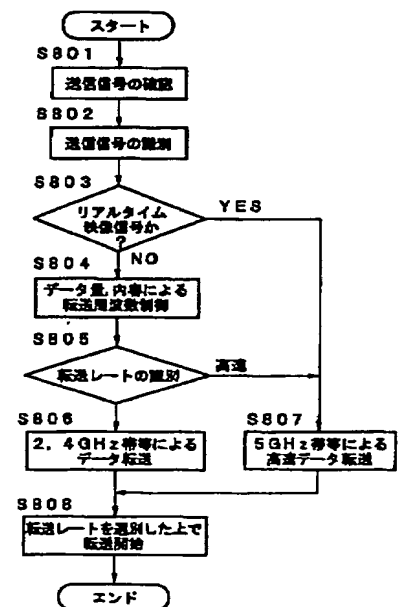 スタート
S801
送信信号の確認
S802
送信信号の識別
S803
リアルタイム
映像信号か
?
YES
NO
S804
データ量,内容による
転送周波数制御
S805
転送レートの識別
高速
S806
2.4GHz帯等による
データ転送
S807
5GHz帯等による
高速データ転送
S808
転送レートを選別した上で
転送開始
エンド